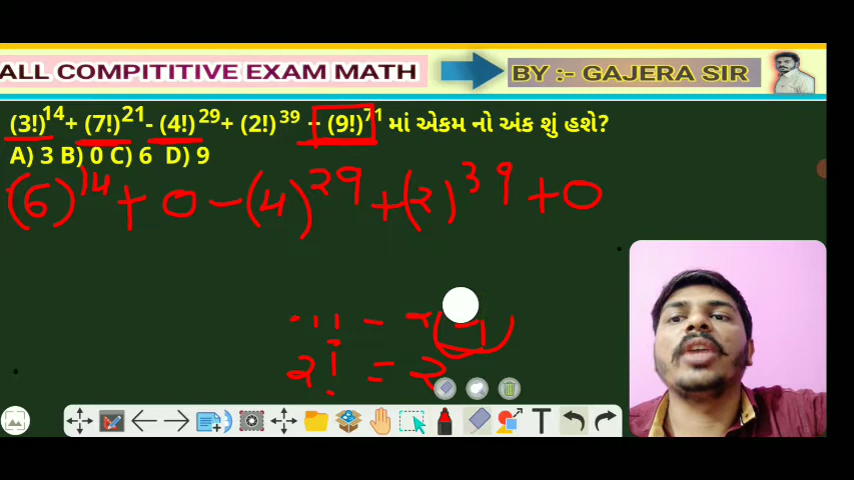 ALL COMPITITIVE EXAM MATH BY :- GAJERA SIR
(3!)¹⁴+ (7!)²¹- (4!)²⁹+ (2!)³⁹ - (9!)⁷¹ માં એકમ નો અંક શું હશે?
A) 3 B) 0 C) 6 D) 9
(6)¹⁴ + 0 - (4)²⁹ + (2)³⁹ + 0
2! = 2
T